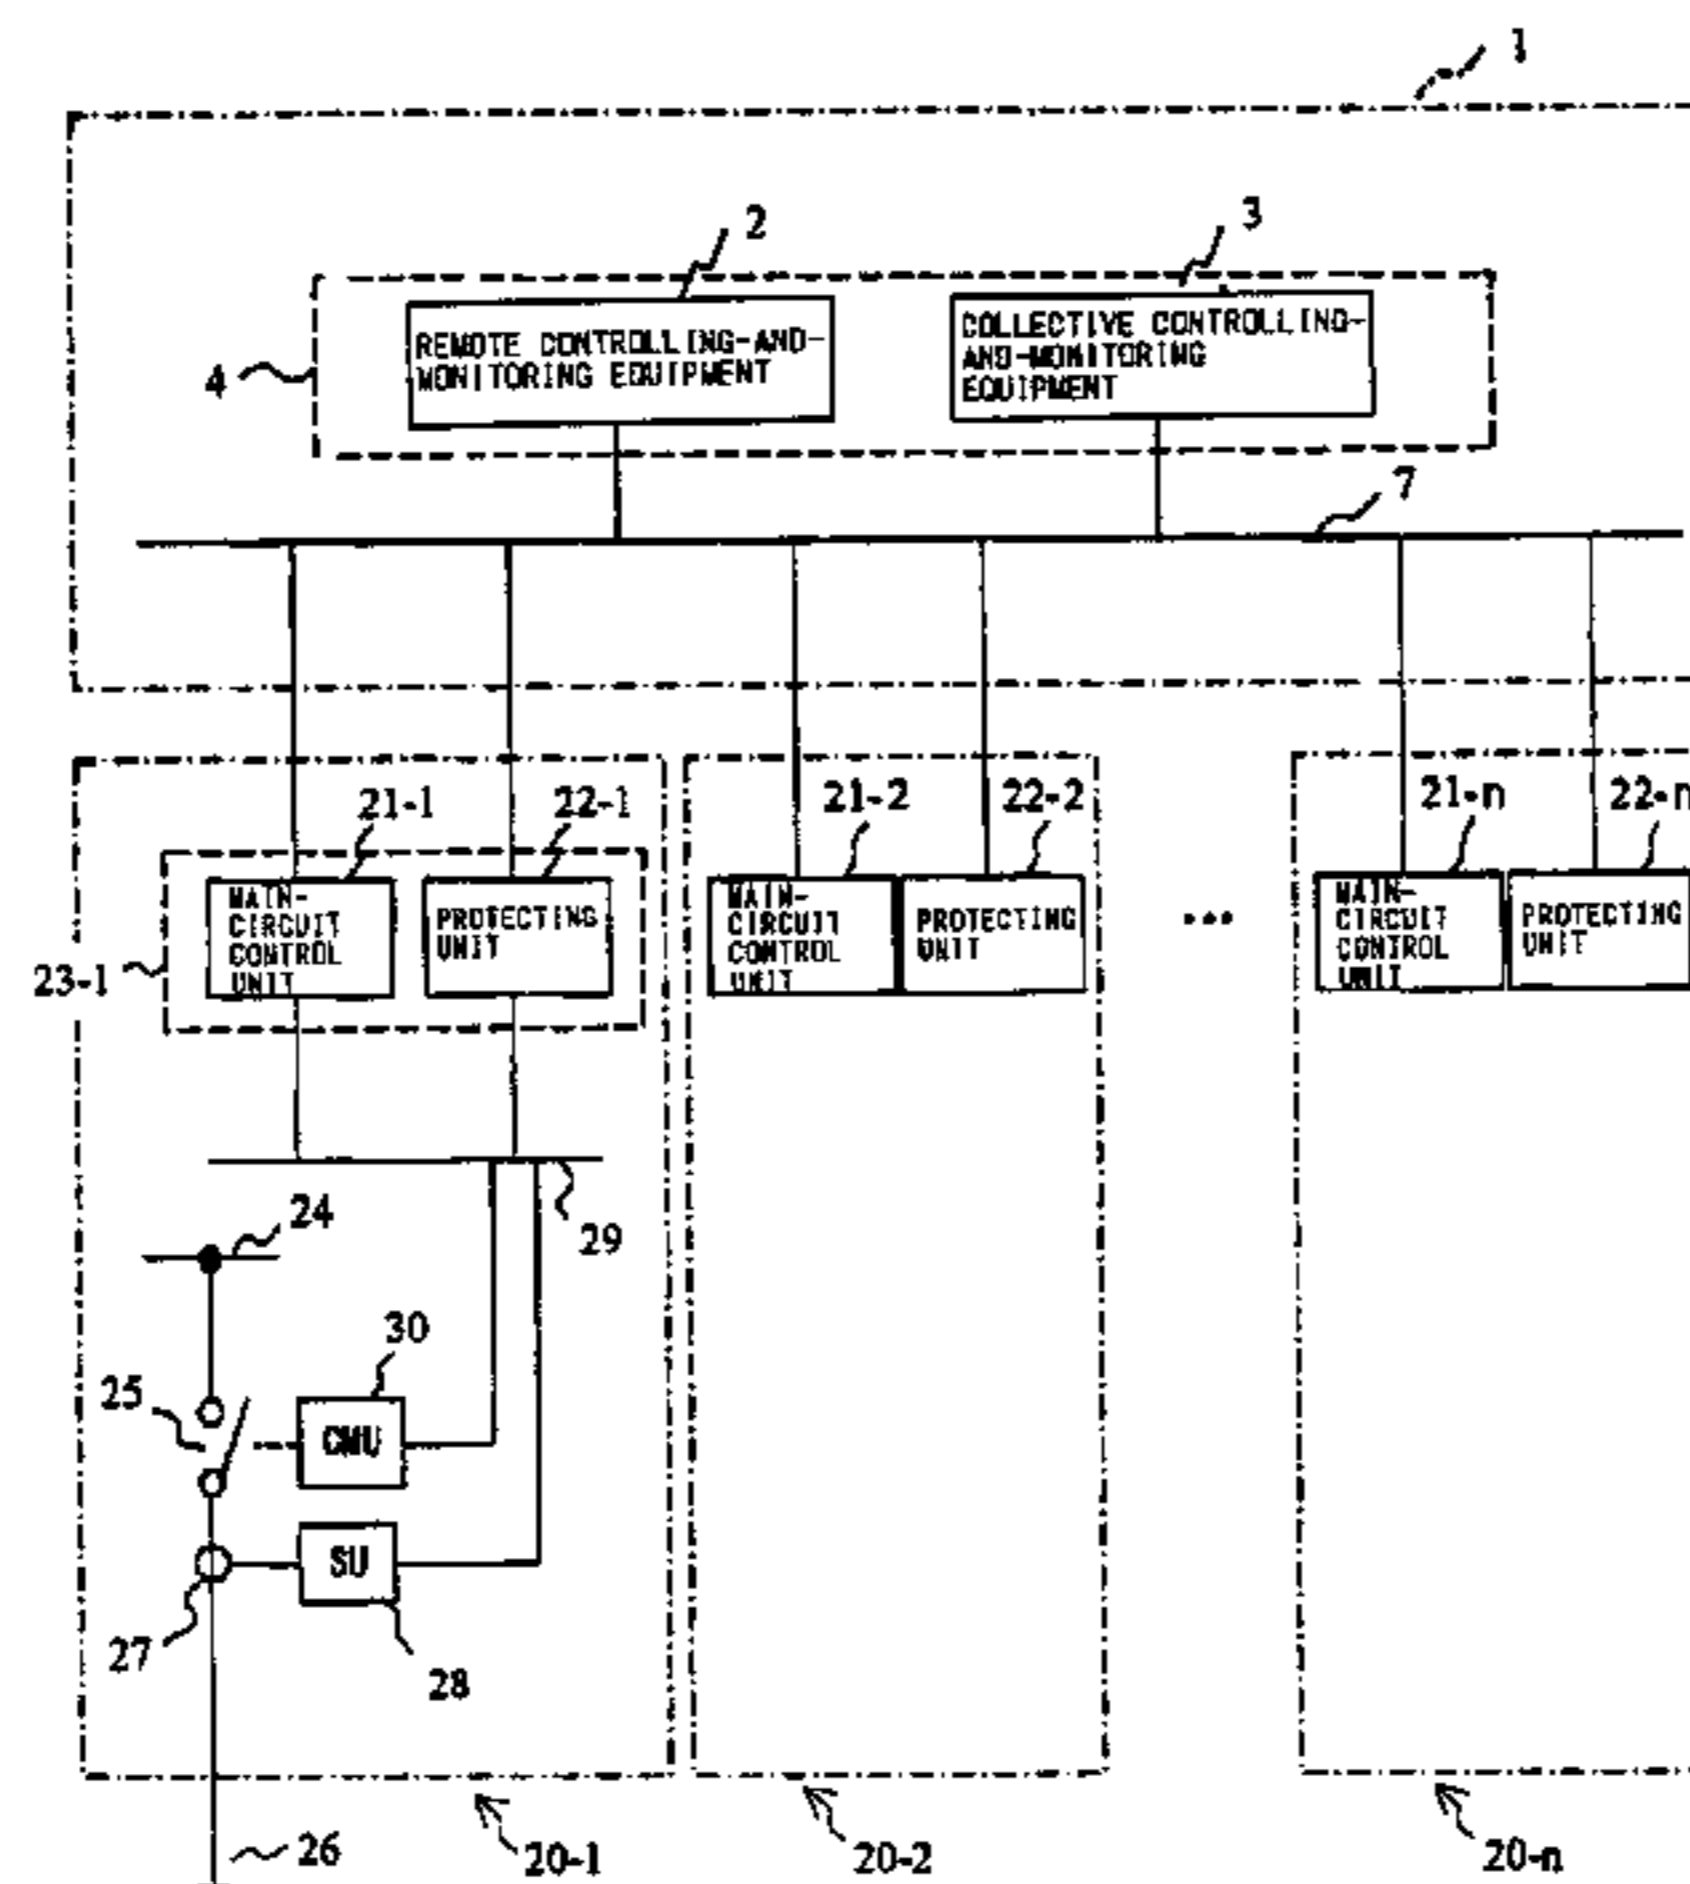 1
2
3
REMOTE CONTROLLING-AND-
MONITORING EQUIPMENT
COLLECTIVE CONTROLLING-
AND-MONITORING
EQUIPMENT
4
7
21-1
22-1
21-2
22-2
21-n
22-n
MAIN-
CIRCUIT
CONTROL
UNIT
PROTECTING
UNIT
MAIN-
CIRCUIT
CONTROL
UNIT
PROTECTING
UNIT
...
MAIN-
CIRCUIT
CONTROL
UNIT
PROTECTING
UNIT
23-1
24
29
30
25
CMU
SU
27
28
26
20-1
20-2
20-n